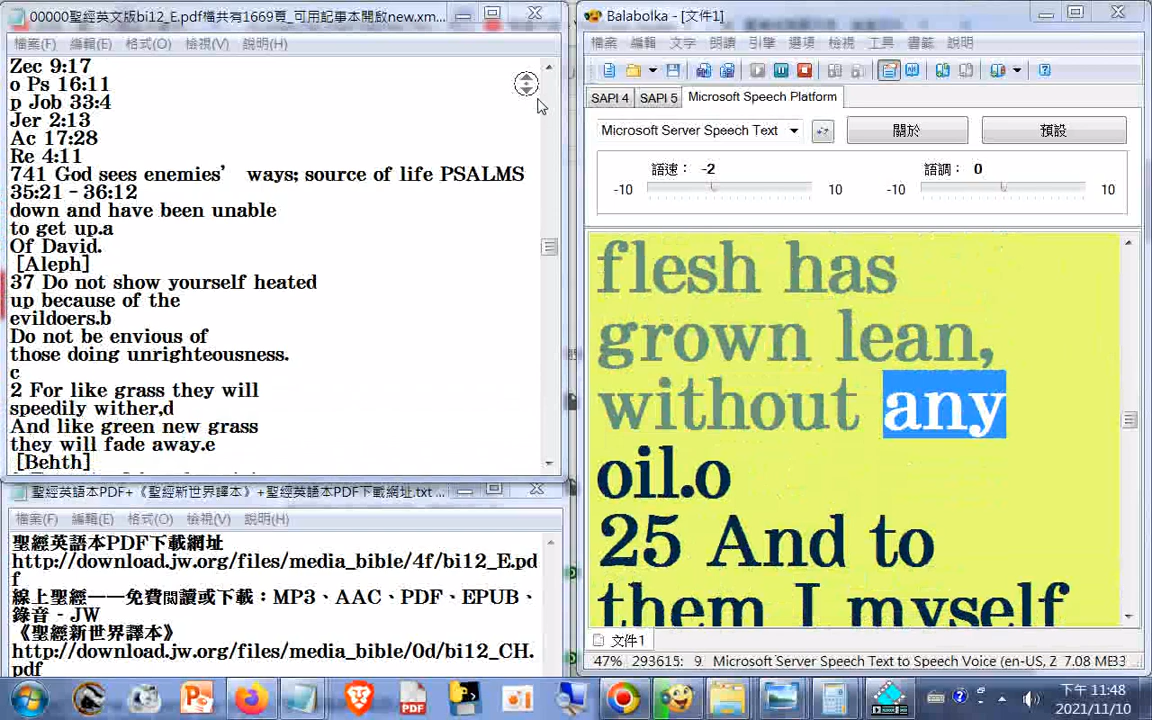 00000聖經英文版bi12_E.pdf檔共有1669頁_可用記事本開啟new.xm...
檔案(F) 編輯(E) 格式(O) 檢視(V) 說明(H)
Zec 9:17
o Ps 16:11
p Job 33:4
Jer 2:13
Ac 17:28
Re 4:11
741 God sees enemies’ ways; source of life PSALMS
35:21 - 36:12
down and have been unable
to get up.a
Of David.
[Aleph]
37 Do not show yourself heated
up because of the
evildoers.b
Do not be envious of
those doing unrighteousness.
c
2 For like grass they will
speedily wither,d
And like green new grass
they will fade away.e
[Behth]
聖經英語本PDF+《聖經新世界譯本》+聖經英語本PDF下載網址.txt ...
檔案(F) 編輯(E) 格式(O) 檢視(V) 說明(H)
聖經英語本PDF下載網址
http://download.jw.org/files/media_bible/4f/bi12_E.pd
f
線上聖經──免費閱讀或下載：MP3、AAC、PDF、EPUB、
錄音 - JW
《聖經新世界譯本》
http://download.jw.org/files/media_bible/0d/bi12_CH.
pdf
Balabolka - [文件1]
檔案 編輯 文字 朗讀 引擎 選項 檢視 工具 書籤 說明
SAPI 4 SAPI 5 Microsoft Speech Platform
Microsoft Server Speech Text 關於 預設
語速： -2 語調： 0
-10 10 -10 10
flesh has
grown lean,
without any
oil.o
25 And to
them I myself
文件1
47% 293615: 9 Microsoft Server Speech Text to Speech Voice (en-US, Z 7.08 MB
PDF
下午 11:48
2021/11/10